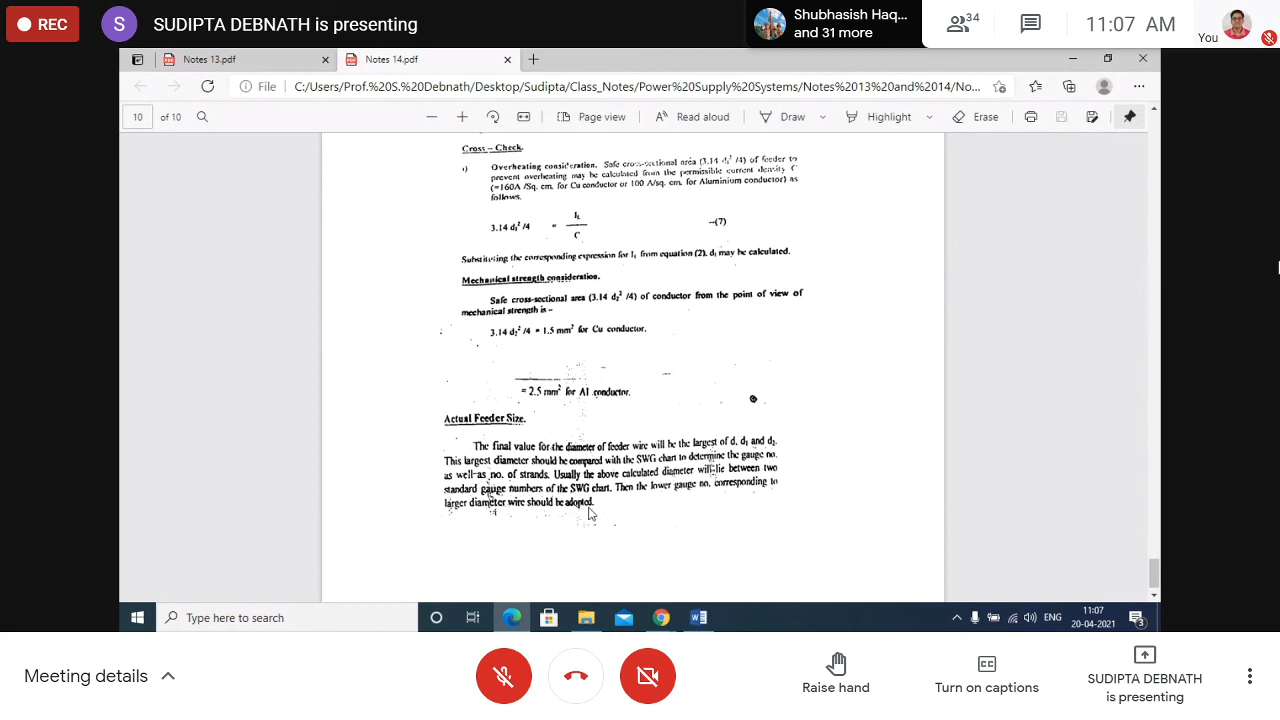 REC
S
SUDIPTA DEBNATH is presenting
Shubhasish Haq...
and 31 more
34
11:07 AM
You
Notes 13.pdf
Notes 14.pdf
File
C:/Users/Prof.%20S.%20Debnath/Desktop/Sudipta/Class_Notes/Power%20Supply%20Systems/Notes%2013%20and%2014/No...
10 of 10
Page view
Read aloud
Draw
Highlight
Erase
Cross – Check.
i) Overheating consideration. Safe cross-sectional area (3.14 d₁² /4) of feeder to
prevent overheating may be calculated from the permissible current density C
(=160A /Sq. cm. for Cu conductor or 100 A/sq. cm. for Aluminium conductor) as
follows.
3.14 d₁² /4 = I_L / C --(7)
Substituting the corresponding expression for I_L from equation (2), d₁ may be calculated.
Mechanical strength consideration.
Safe cross-sectional area (3.14 d₂² /4) of conductor from the point of view of
mechanical strength is –
3.14 d₂² /4 = 1.5 mm² for Cu conductor.
= 2.5 mm² for Al conductor.
Actual Feeder Size.
The final value for the diameter of feeder wire will be the largest of d, d₁ and d₂.
This largest diameter should be compared with the SWG chart to determine the gauge no.
as well as no. of strands. Usually the above calculated diameter will lie between two
standard gauge numbers of the SWG chart. Then the lower gauge no. corresponding to
larger diameter wire should be adopted.
Type here to search
ENG
11:07
20-04-2021
3
Meeting details
Raise hand
Turn on captions
SUDIPTA DEBNATH
is presenting